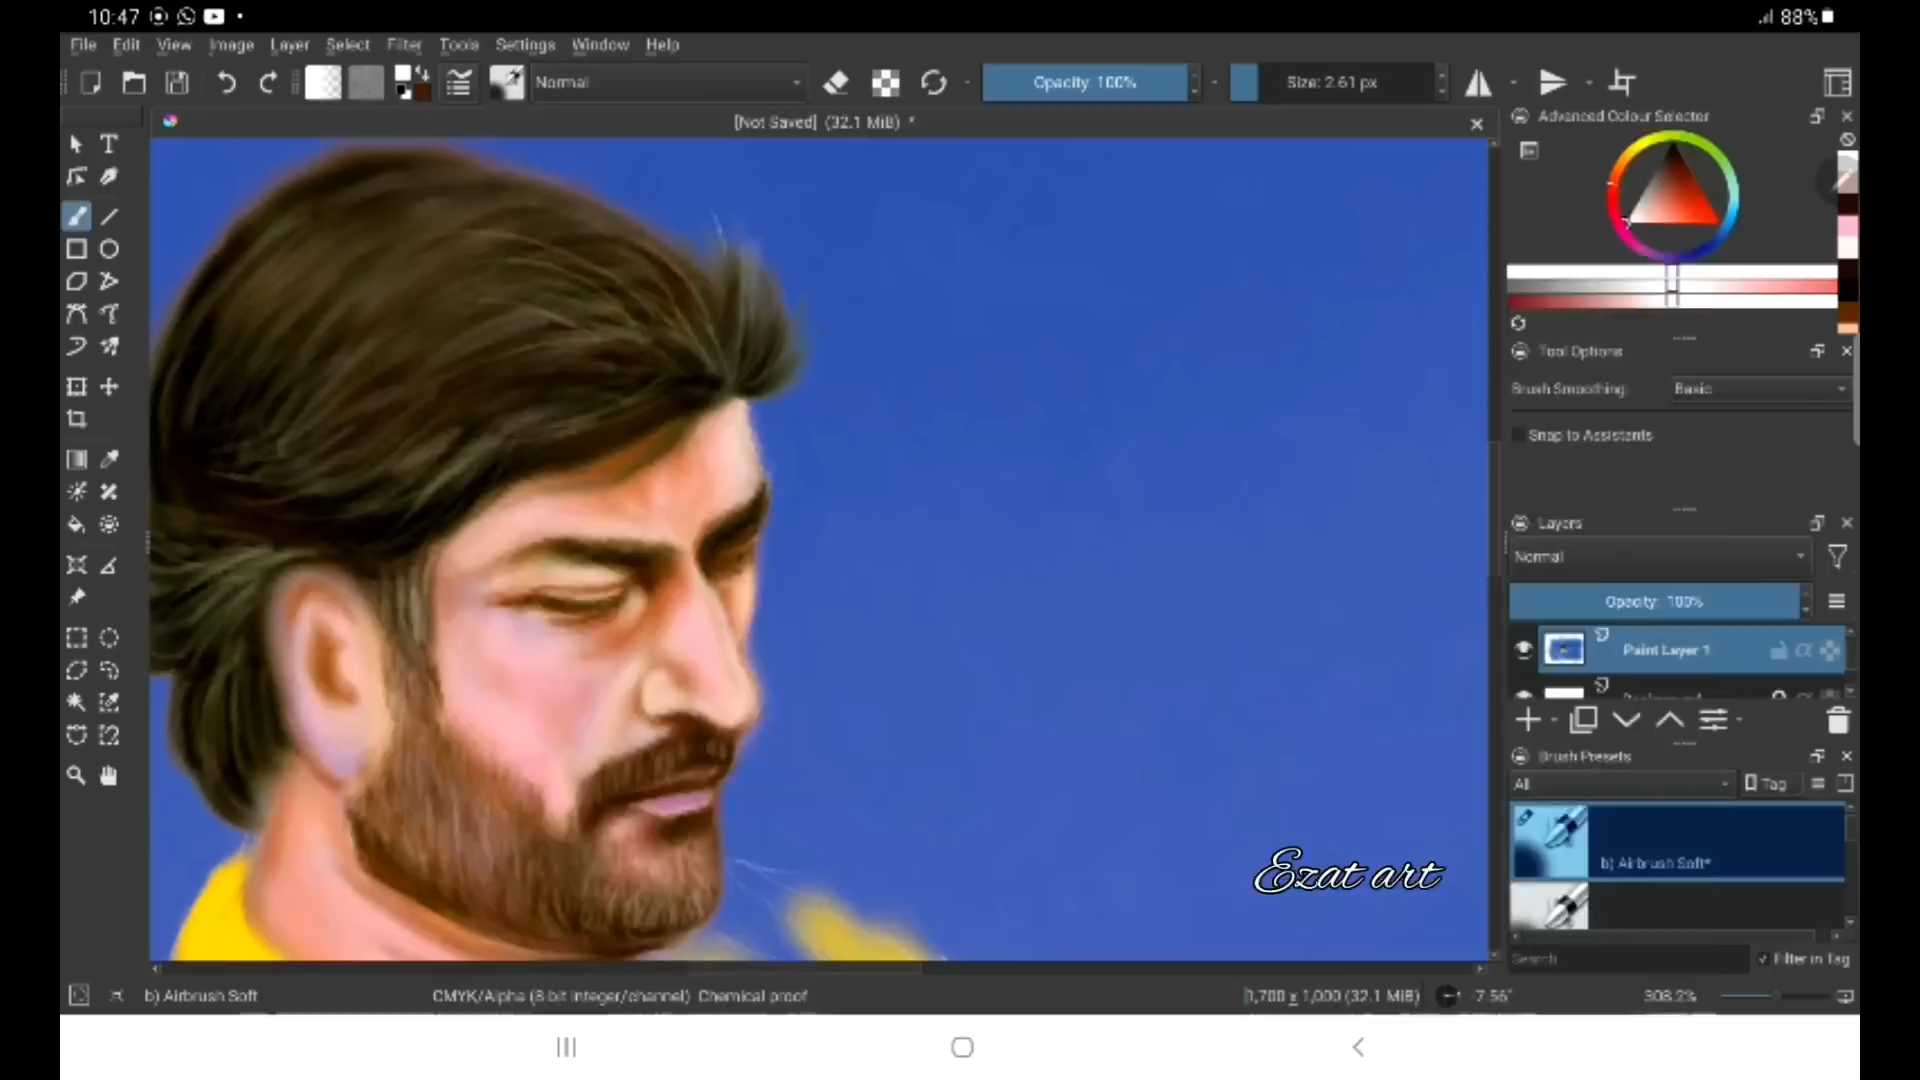 10:47
88%
File Edit View Image Layer Select Filter Tools Settings Window Help
Normal
Opacity: 100%
Size: 2.61 px
[Not Saved] (32.1 MiB) *
Advanced Colour Selector
Tool Options
Brush Smoothing: Basic
Snap to Assistants
Layers
Normal
Opacity: 100%
Paint Layer 1
Brush Presets
All
Tag
b) Airbrush Soft*
Search
Filter in Tag
Ezat art
b) Airbrush Soft
CMYK/Alpha (8-bit integer/channel) Chemical proof
1,700 x 1,000 (32.1 MiB)
-7.56°
308.2%